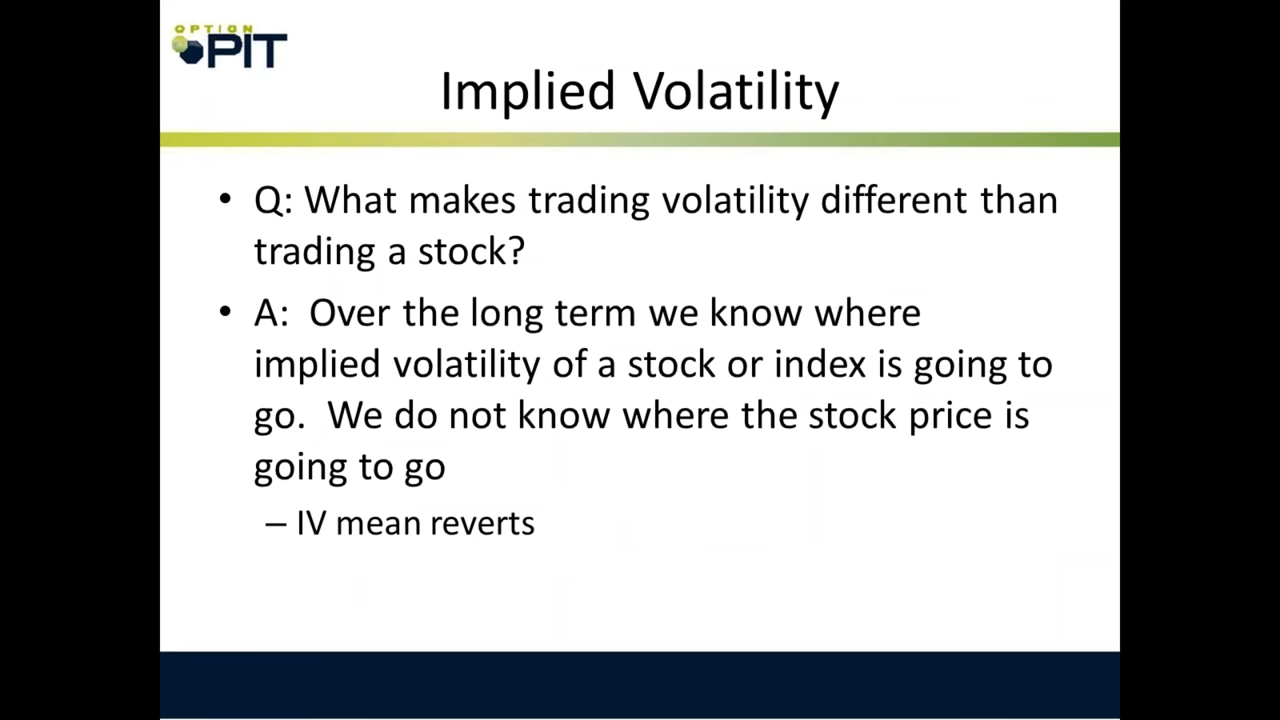 OPTION
PIT
Implied Volatility
• Q: What makes trading volatility different than
trading a stock?
• A:  Over the long term we know where
implied volatility of a stock or index is going to
go.  We do not know where the stock price is
going to go
– IV mean reverts